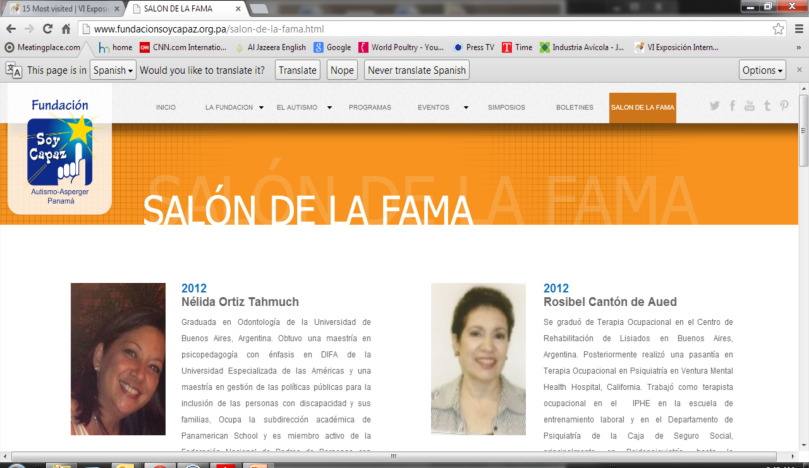 15 Most visited | VI Exposi
SALON DE LA FAMA
www.fundacionsoycapaz.org.pa/salon-de-la-fama.html
Meatingplace.com
home
CNN.com Internatio...
Al Jazeera English
Google
World Poultry - You...
Press TV
Time
Industria Avícola - J...
VI Exposición Intern...
»
This page is in Spanish Would you like to translate it? Translate Nope Never translate Spanish Options
Fundación
Soy Capaz
Autismo-Asperger
Panamá
INICIO
LA FUNDACION
EL AUTISMO
PROGRAMAS
EVENTOS
SIMPOSIOS
BOLETINES
SALON DE LA FAMA
SALÓN DE LA FAMA
SALÓN DE LA FAMA
2012
Nélida Ortiz Tahmuch
Graduada en Odontología de la Universidad de
Buenos Aires, Argentina. Obtuvo una maestría en
psicopedagogía con énfasis en DIFA de la
Universidad Especializada de las Américas y una
maestría en gestión de las políticas públicas para la
inclusión de las personas con discapacidad y sus
familias, Ocupa la subdirección académica de
Panamerican School y es miembro activo de la
Federación Nacional de Padres de Personas con
2012
Rosibel Cantón de Aued
Se graduó de Terapia Ocupacional en el Centro de
Rehabilitación de Lisiados en Buenos Aires,
Argentina. Posteriormente realizó una pasantía en
Terapia Ocupacional en Psiquiatría en Ventura Mental
Health Hospital, California. Trabajó como terapista
ocupacional en el IPHE en la escuela de
entrenamiento laboral y en el Departamento de
Psiquiatría de la Caja de Seguro Social,